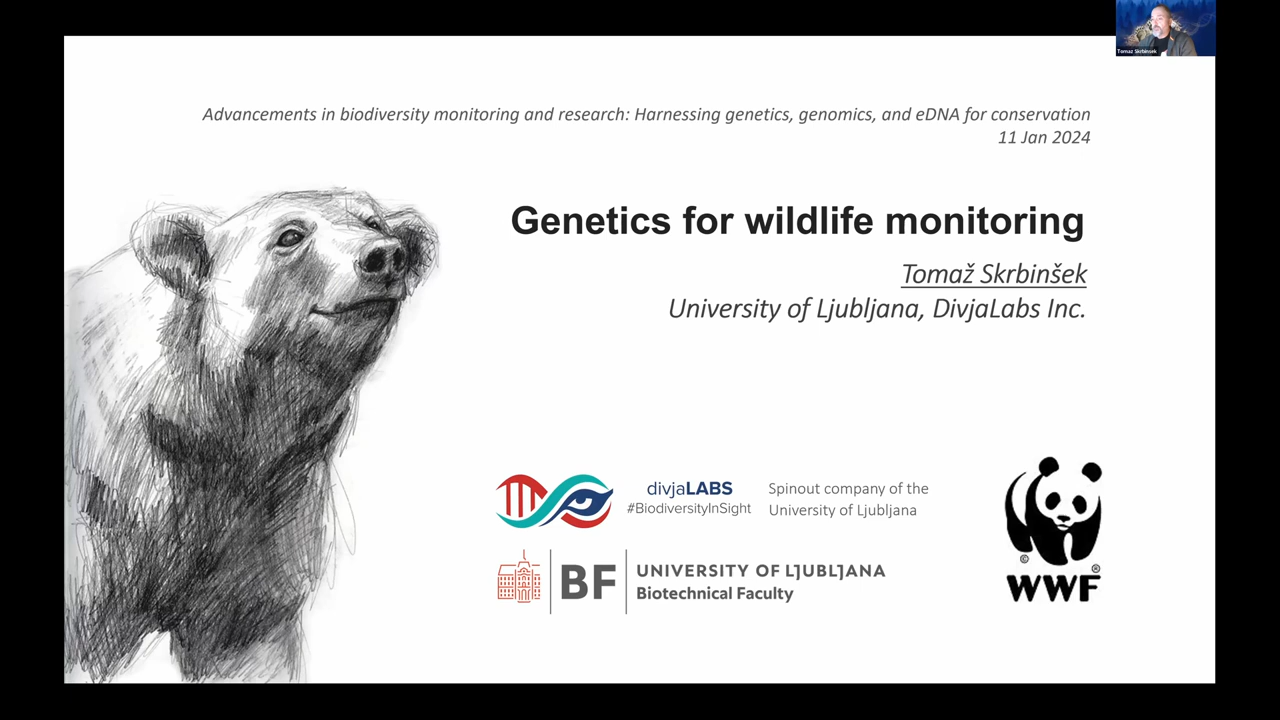 Tomaz Skrbinsek
Advancements in biodiversity monitoring and research: Harnessing genetics, genomics, and eDNA for conservation
11 Jan 2024
Genetics for wildlife monitoring
Tomaž Skrbinšek
University of Ljubljana, DivjaLabs Inc.
divjaLABS
#BiodiversityInSight
Spinout company of the
University of Ljubljana
BF
UNIVERSITY OF LJUBLJANA
Biotechnical Faculty
©
®
WWF